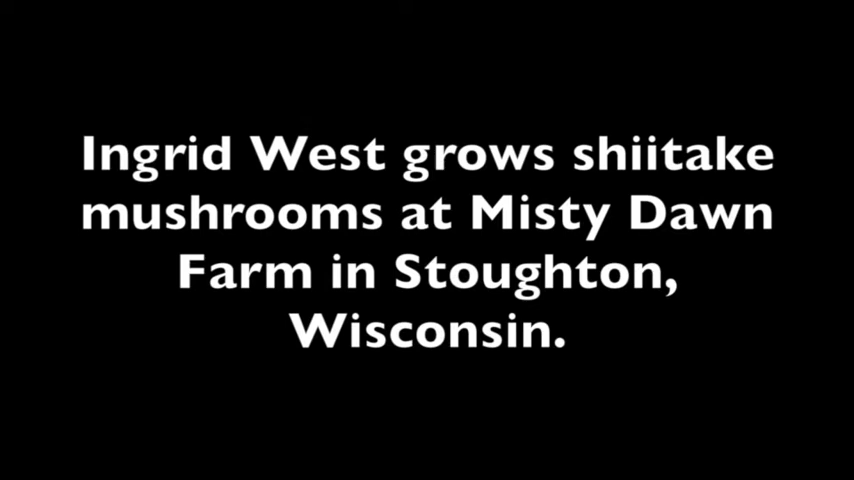 Ingrid West grows shiitake
mushrooms at Misty Dawn
Farm in Stoughton,
Wisconsin.